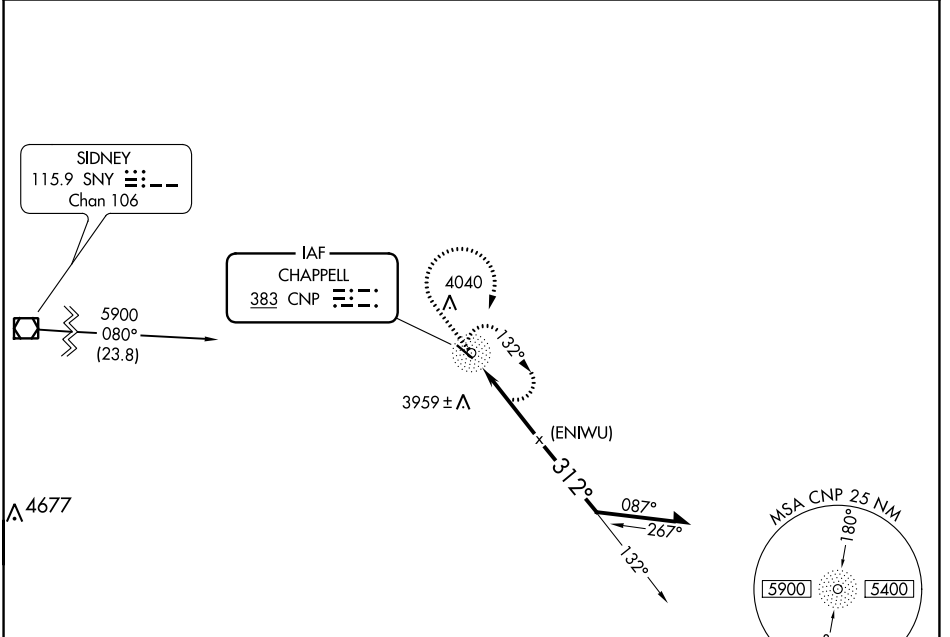 SIDNEY
115.9 SNY
Chan 106
5900
080°
(23.8)
IAF
CHAPPELL
383 CNP
4040
132°
3959 ±
(ENIWU)
312°
087°
267°
132°
4677
MSA CNP 25 NM
180°
5900
5400